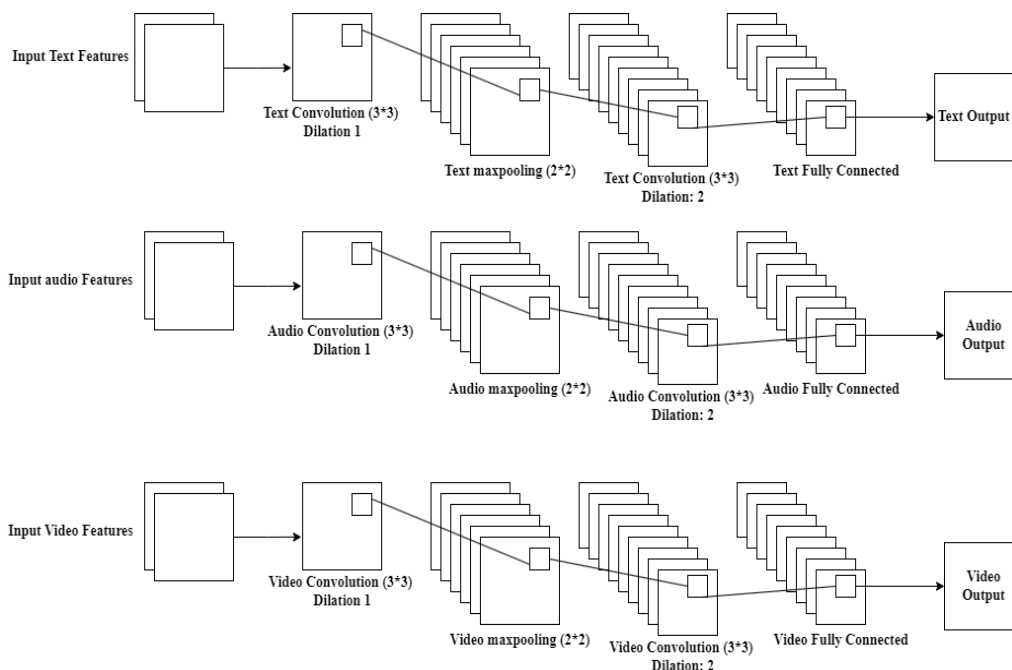 Input Text Features
Text Convolution (3*3)
Dilation 1
Text maxpooling (2*2)
Text Convolution (3*3)
Dilation: 2
Text Fully Connected
Text Output
Input audio Features
Audio Convolution (3*3)
Dilation 1
Audio maxpooling (2*2)
Audio Convolution (3*3)
Dilation: 2
Audio Fully Connected
Audio
Output
Input Video Features
Video Convolution (3*3)
Dilation 1
Video maxpooling (2*2)
Video Convolution (3*3)
Dilation: 2
Video Fully Connected
Video
Output